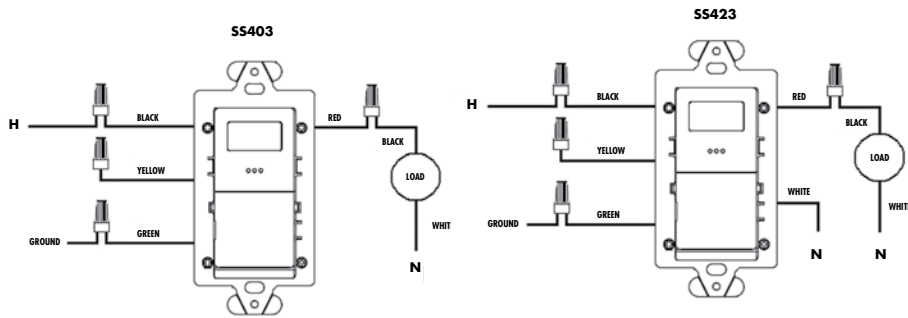 SS403
H
BLACK
RED
BLACK
YELLOW
LOAD
WHIT
GROUND
GREEN
N
SS423
H
BLACK
RED
BLACK
YELLOW
LOAD
WHITE
WHIT
GROUND
GREEN
N
N